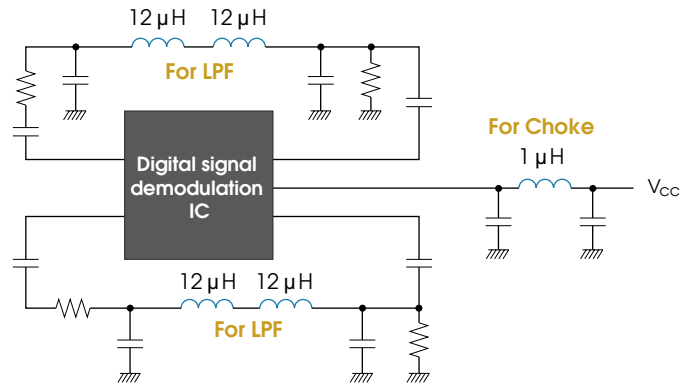 12 µH 12 µH
For LPF
For Choke
1 µH
Digital signal
demodulation
IC
VCC
12 µH 12 µH
For LPF